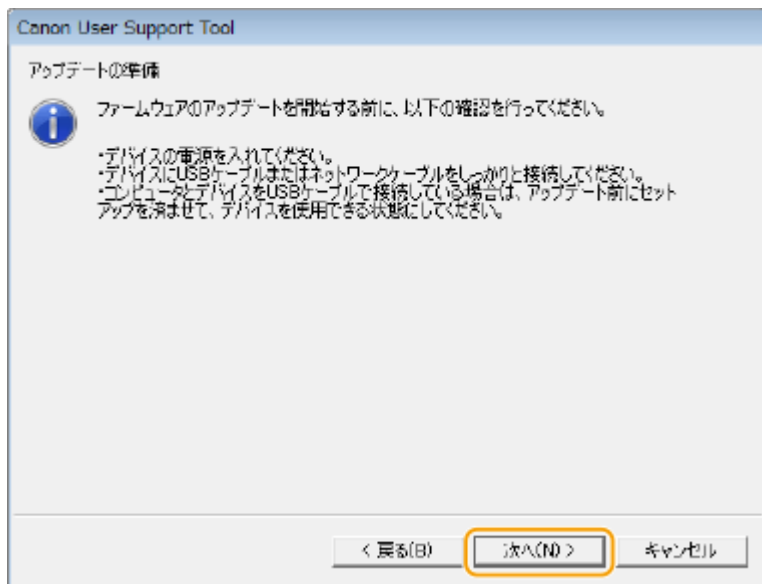 Canon User Support Tool
アップデートの準備
ファームウェアのアップデートを開始する前に、以下の確認を行ってください。
・デバイスの電源を入れてください。
・デバイスにUSBケーブルまたはネットワークケーブルをしっかりと接続してください。
・コンピュータとデバイスをUSBケーブルで接続している場合は、アップデート前にセット
アップを済ませて、デバイスを使用できる状態にしてください。
< 戻る(B)
次へ(N) >
キャンセル